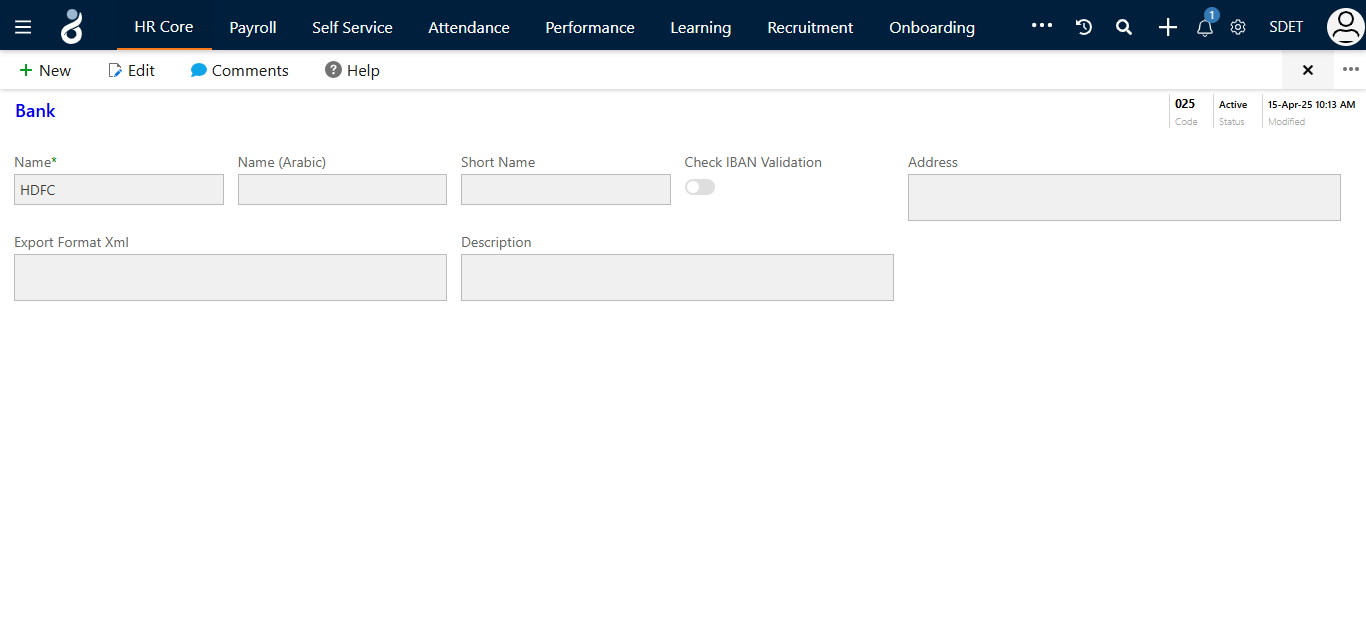 HR Core Payroll Self Service Attendance Performance Learning Recruitment Onboarding ••• 1 SDET
+ New Edit Comments ? Help ×
Bank
025 Active 15-Apr-25 10:13 AM
Code Status Modified
Name* Name (Arabic) Short Name Check IBAN Validation Address
HDFC
Export Format Xml Description